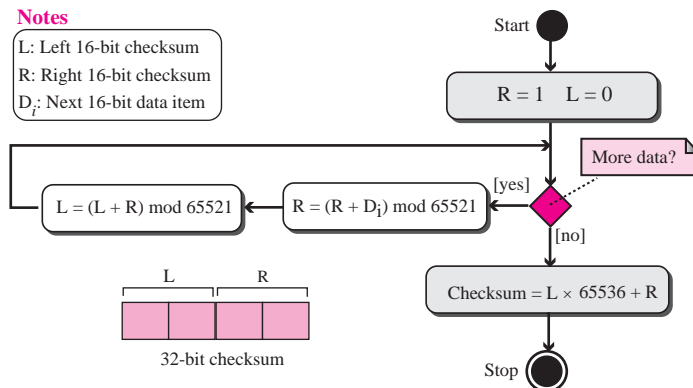 Notes
L: Left 16-bit checksum
R: Right 16-bit checksum
Di: Next 16-bit data item
Start
R = 1 L = 0
More data?
[yes]
R = (R + Di) mod 65521
L = (L + R) mod 65521
[no]
Checksum = L × 65536 + R
Stop
L R
32-bit checksum